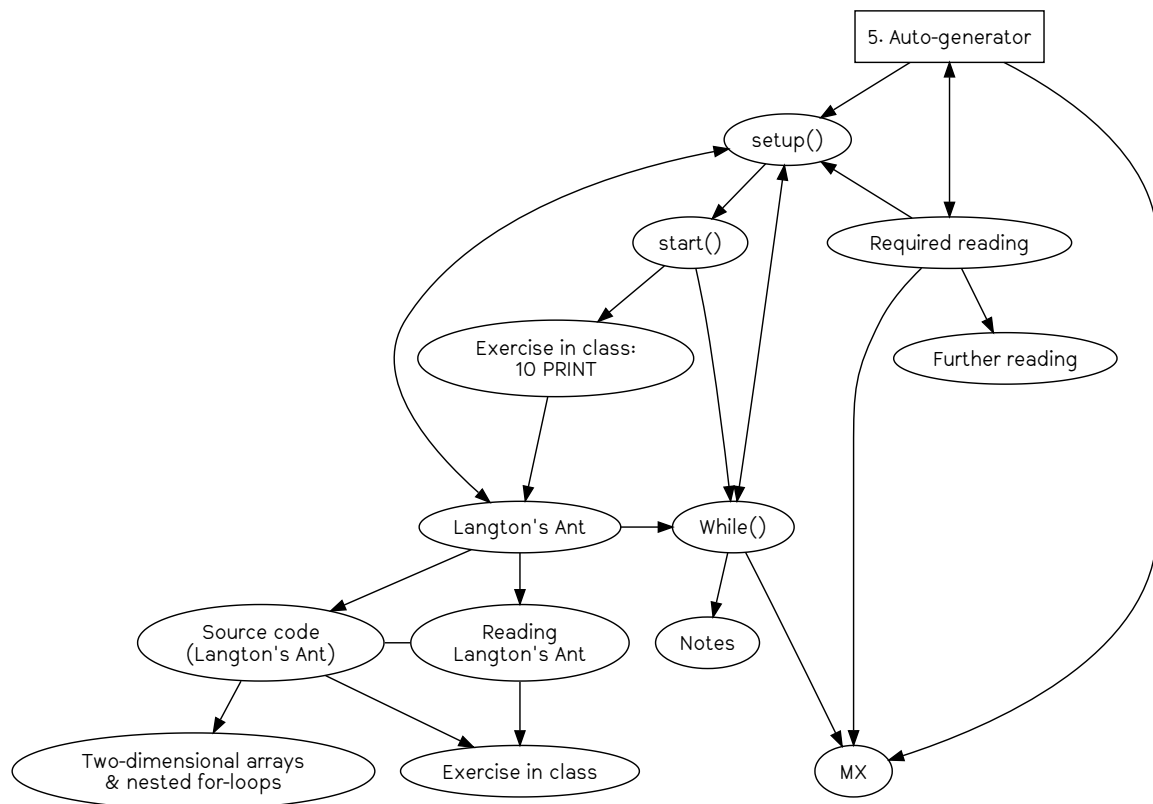 5. Auto-generator
setup()
start()
Required reading
Exercise in class:
10 PRINT
Further reading
Langton's Ant
While()
Source code
(Langton's Ant)
Reading
Langton's Ant
Notes
Two-dimensional arrays
& nested for-loops
Exercise in class
MX